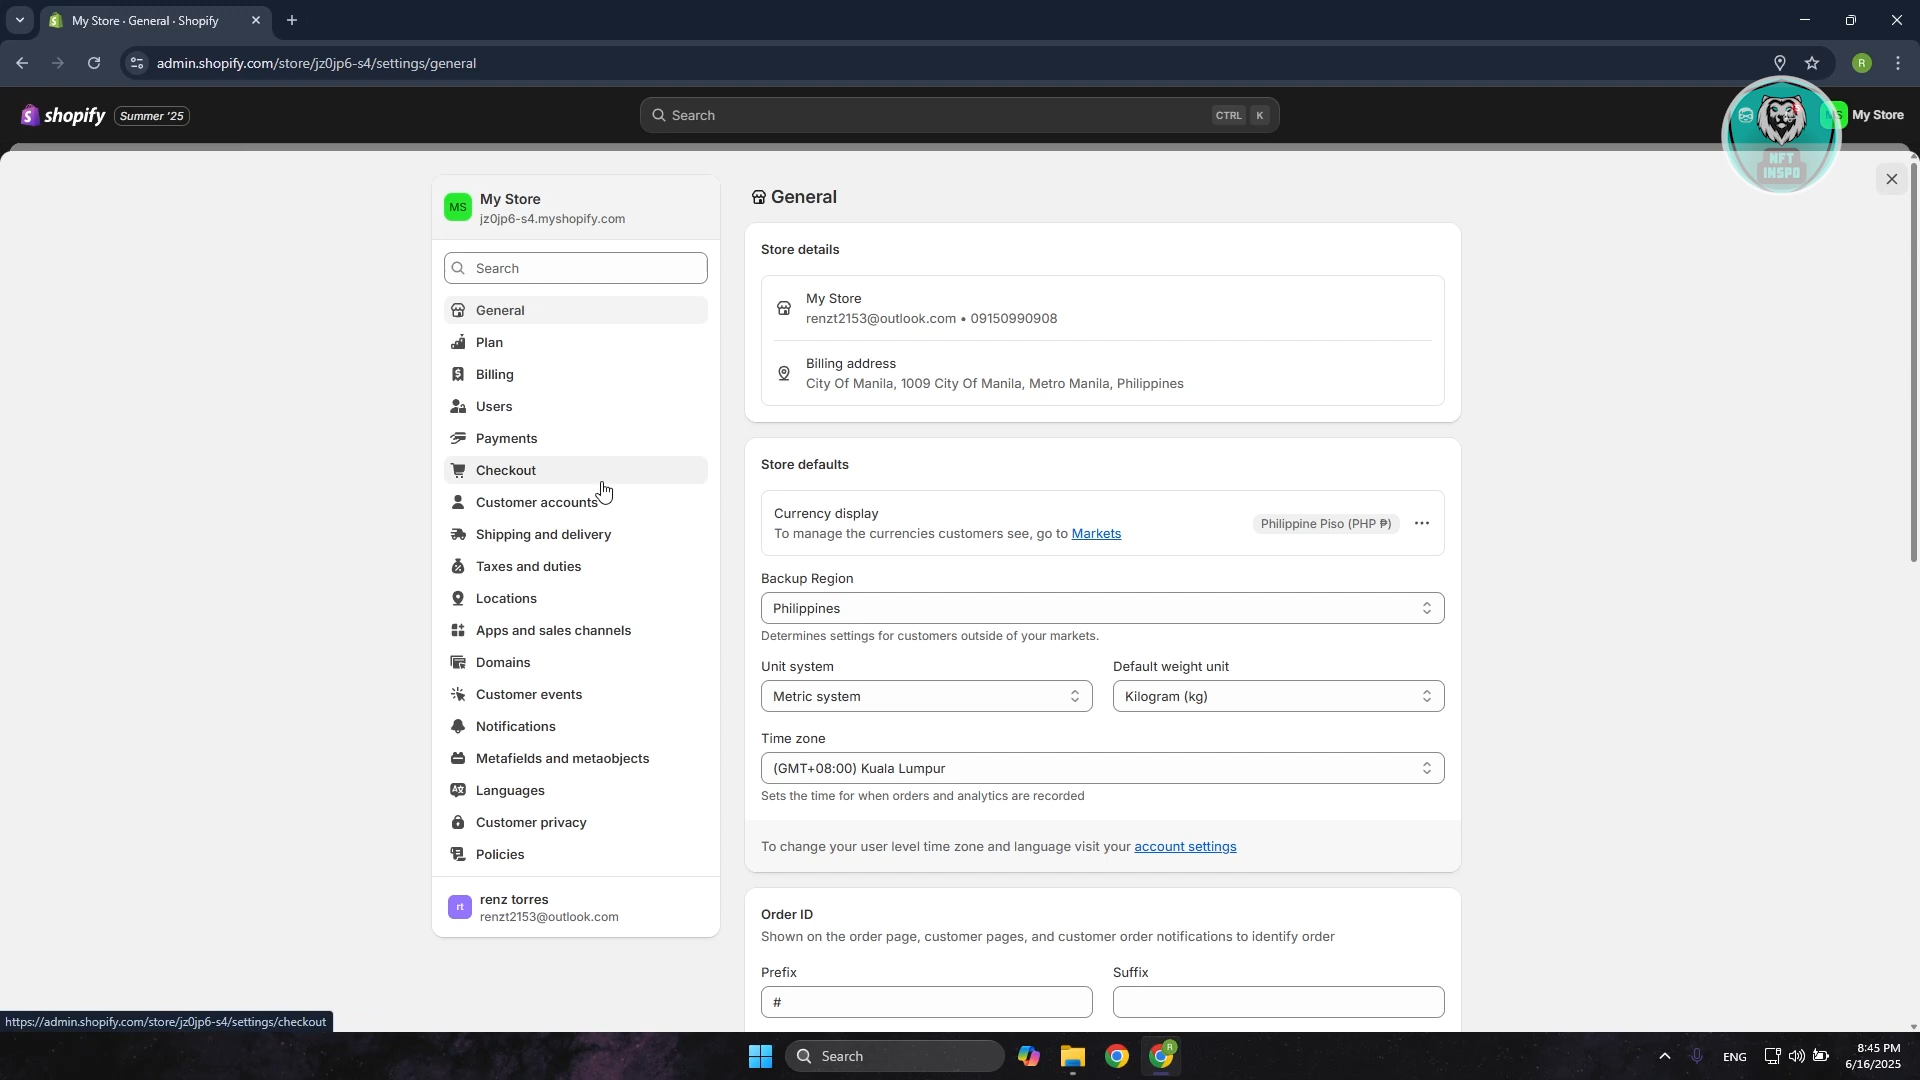 My Store · General · Shopify
admin.shopify.com/store/jz0jp6-s4/settings/general
R
shopify
Summer '25
Search
CTRL K
My Store
NFT
INSPO
MS
My Store
jz0jp6-s4.myshopify.com
Search
General
Plan
Billing
Users
Payments
Checkout
Customer accounts
Shipping and delivery
Taxes and duties
Locations
Apps and sales channels
Domains
Customer events
Notifications
Metafields and metaobjects
Languages
Customer privacy
Policies
rt
renz torres
renzt2153@outlook.com
General
Store details
My Store
renzt2153@outlook.com • 09150990908
Billing address
City Of Manila, 1009 City Of Manila, Metro Manila, Philippines
Store defaults
Currency display
To manage the currencies customers see, go to Markets
Philippine Piso (PHP ₱)
Backup Region
Philippines
Determines settings for customers outside of your markets.
Unit system
Default weight unit
Metric system
Kilogram (kg)
Time zone
(GMT+08:00) Kuala Lumpur
Sets the time for when orders and analytics are recorded
To change your user level time zone and language visit your account settings
Order ID
Shown on the order page, customer pages, and customer order notifications to identify order
Prefix
Suffix
#
https://admin.shopify.com/store/jz0jp6-s4/settings/checkout
Search
R
ENG
8:45 PM
6/16/2025